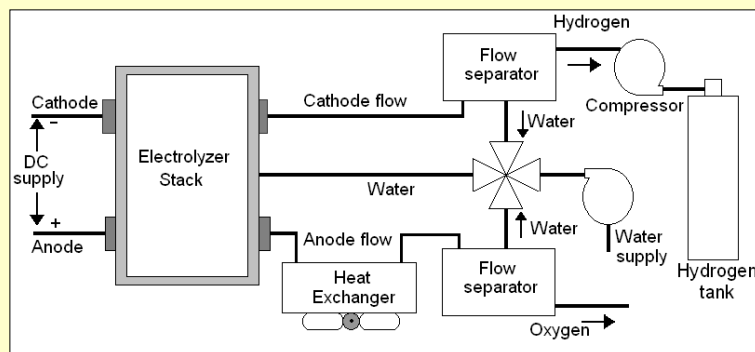 Hydrogen
Flow
separator
Compressor
Cathode
−
Cathode flow
Water
DC
supply
Electrolyzer
Stack
Water
+
Anode
Anode flow
Water
Water
supply
Heat
Exchanger
Flow
separator
Hydrogen
tank
Oxygen